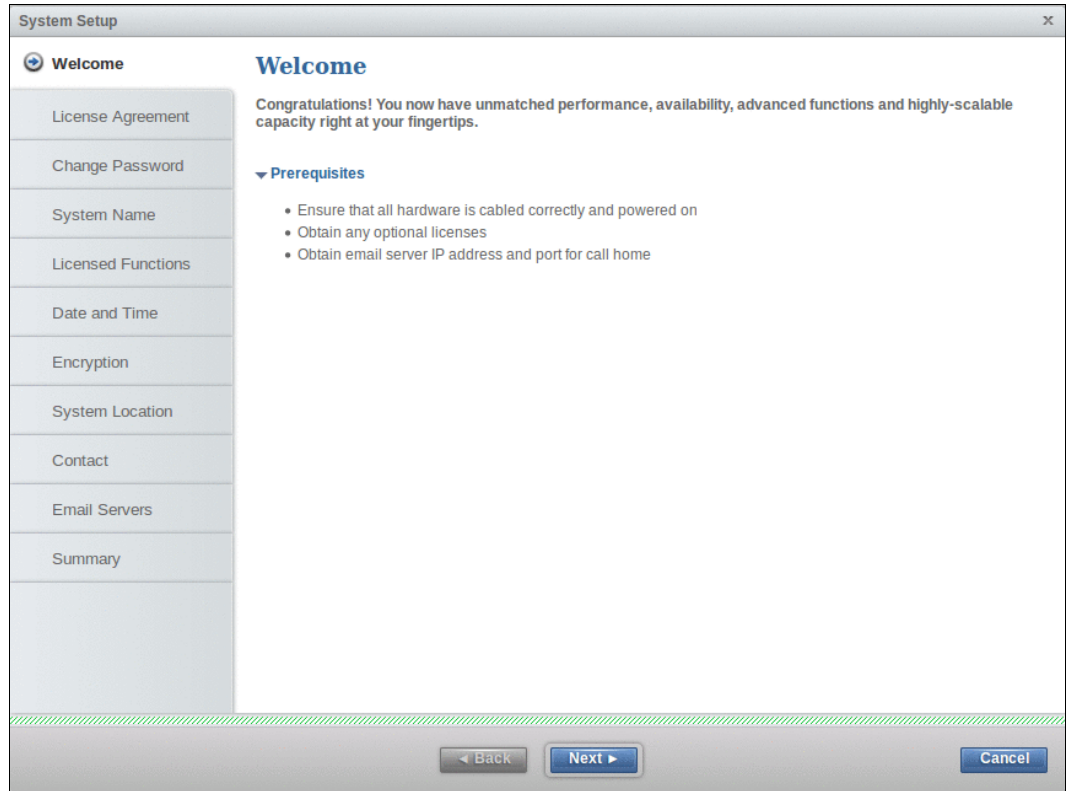 System Setup
x
Welcome
License Agreement
Change Password
System Name
Licensed Functions
Date and Time
Encryption
System Location
Contact
Email Servers
Summary
Welcome
Congratulations! You now have unmatched performance, availability, advanced functions and highly-scalable
capacity right at your fingertips.
Prerequisites
Ensure that all hardware is cabled correctly and powered on
Obtain any optional licenses
Obtain email server IP address and port for call home
Back
Next
Cancel